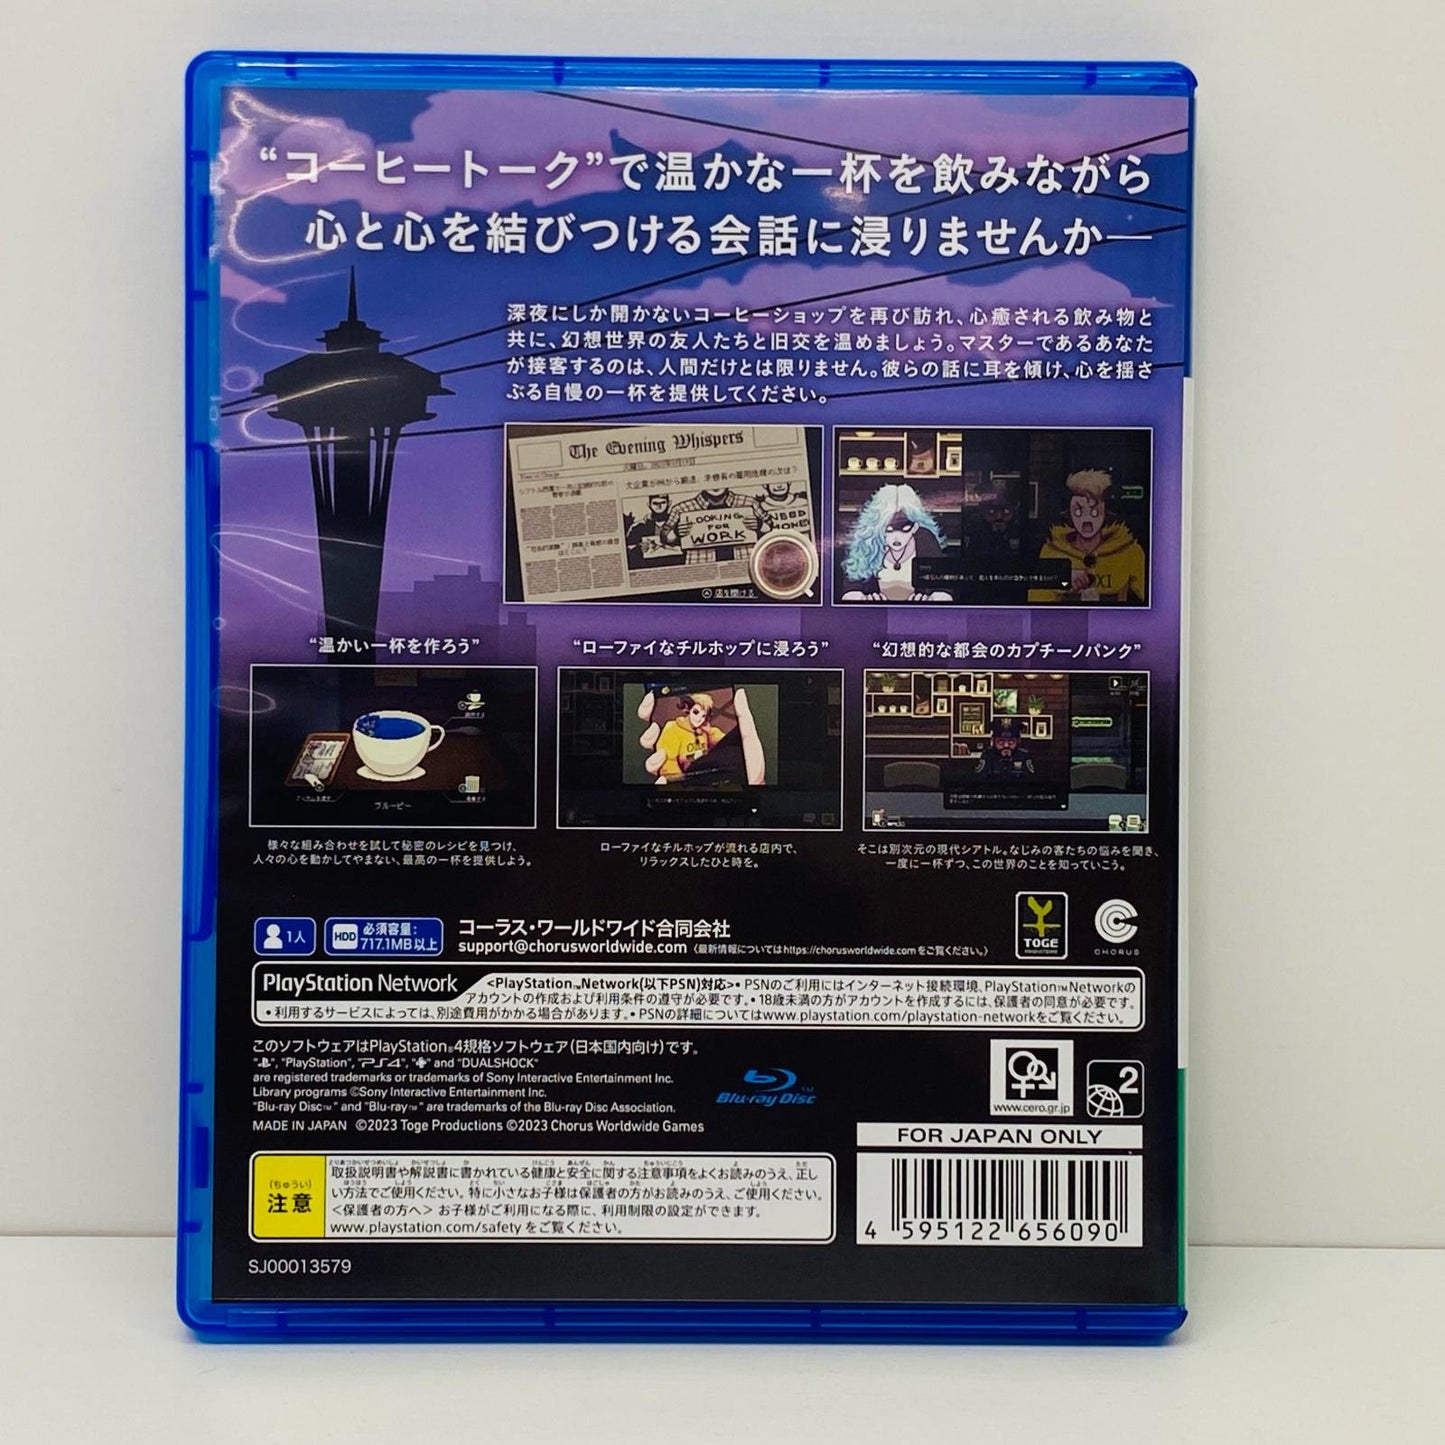 “コーヒートーク”で温かな一杯を飲みながら
心と心を結びつける会話に浸りませんか―
深夜にしか開かないコーヒーショップを再び訪れ、心癒される飲み物と
共に、幻想世界の友人たちと旧交を温めましょう。マスターであるあなた
が接客するのは、人間だけとは限りません。彼らの話に耳を傾け、心を揺さ
ぶる自慢の一杯を提供してください。
The Evening Whispers
LOOKING
FOR
WORK
NEED
MONEY
店を開ける
“温かい一杯を作ろう”
“ローファイなチルホップに浸ろう”
“幻想的な都会のカプチーノパンク”
ブルーピー
様々な組み合わせを試して秘密のレシピを見つけ、
人々の心を動かしてやまない、最高の一杯を提供しよう。
ローファイなチルホップが流れる店内で、
リラックスしたひと時を。
そこは別次元の現代シアトル。なじみの客たちの悩みを聞き、
一度に一杯ずつ、この世界のことを知っていこう。
1人
HDD 必須容量:
717.1MB以上
コーラス・ワールドワイド合同会社
support@chorusworldwide.com〈最新情報についてはhttps://chorusworldwide.comをご覧ください。〉
TOGE
PRODUCTIONS
CHORUS
PlayStation Network
<PlayStation™Network(以下PSN)対応>• PSNのご利用にはインターネット接続環境、PlayStation™Networkの
アカウントの作成および利用条件の遵守が必要です。• 18歳未満の方がアカウントを作成するには、保護者の同意が必要です。
• 利用するサービスによっては、別途費用がかかる場合があります。• PSNの詳細についてはwww.playstation.com/playstation-networkをご覧ください。
このソフトウェアはPlayStation®4規格ソフトウェア(日本国内向け)です。
" ", "PlayStation", "PS4", " " and "DUALSHOCK"
are registered trademarks or trademarks of Sony Interactive Entertainment Inc.
Library programs ©Sony Interactive Entertainment Inc.
"Blu-ray Disc™" and "Blu-ray™" are trademarks of the Blu-ray Disc Association.
MADE IN JAPAN ©2023 Toge Productions ©2023 Chorus Worldwide Games
Blu-ray Disc™
www.cero.gr.jp
2
FOR JAPAN ONLY
(ちゅうい)
注意
取扱説明書や解説書に書かれている健康と安全に関する注意事項をよくお読みのうえ、正し
い方法でご使用ください。特に小さなお子様は保護者の方がお読みのうえ、ご使用ください。
<保護者の方へ> お子様がご利用になる際に、利用制限の設定ができます。
www.playstation.com/safety をご覧ください。
4 595122 656090
SJ00013579